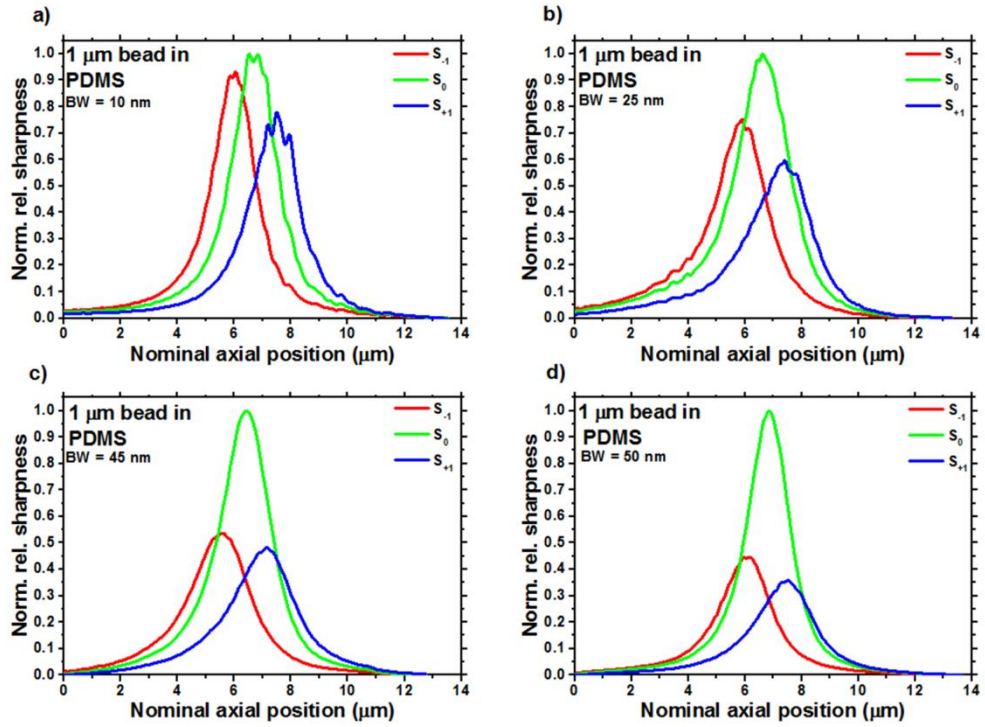 a)
1 μm bead in
PDMS
BW = 10 nm
S-1
S0
S+1
Norm. rel. sharpness
1.0
0.9
0.8
0.7
0.6
0.5
0.4
0.3
0.2
0.1
0.0
0 2 4 6 8 10 12 14
Nominal axial position (μm)
b)
1 μm bead in
PDMS
BW = 25 nm
S-1
S0
S+1
Norm. rel. sharpness
1.0
0.9
0.8
0.7
0.6
0.5
0.4
0.3
0.2
0.1
0.0
0 2 4 6 8 10 12 14
Nominal axial position (μm)
c)
1 μm bead in
PDMS
BW = 45 nm
S-1
S0
S+1
Norm. rel. sharpness
1.0
0.9
0.8
0.7
0.6
0.5
0.4
0.3
0.2
0.1
0.0
0 2 4 6 8 10 12 14
Nominal axial position (μm)
d)
1 μm bead in
PDMS
BW = 50 nm
S-1
S0
S+1
Norm. rel. sharpness
1.0
0.9
0.8
0.7
0.6
0.5
0.4
0.3
0.2
0.1
0.0
0 2 4 6 8 10 12 14
Nominal axial position (μm)